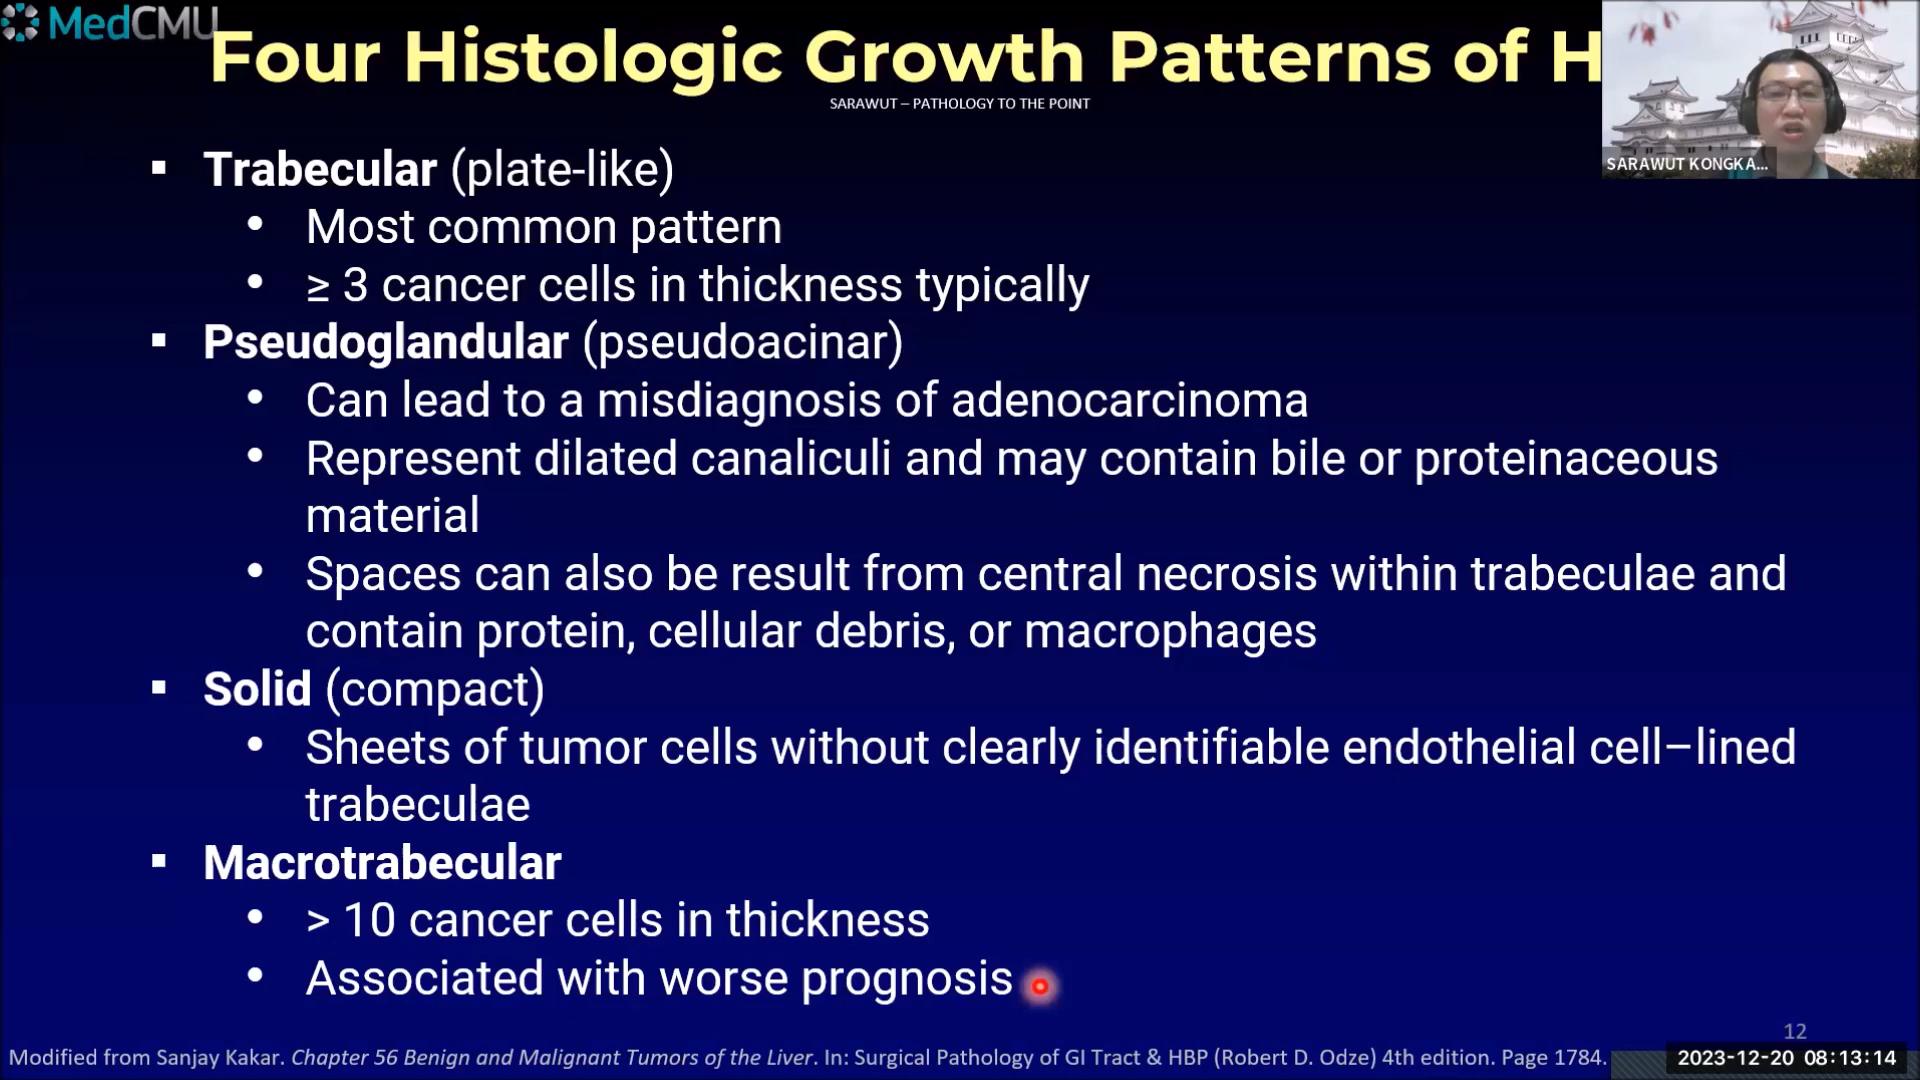 MedCMU
Four Histologic Growth Patterns of H
SARAWUT – PATHOLOGY TO THE POINT
SARAWUT KONGKA...
▪ Trabecular (plate-like)
• Most common pattern
• ≥ 3 cancer cells in thickness typically
▪ Pseudoglandular (pseudoacinar)
• Can lead to a misdiagnosis of adenocarcinoma
• Represent dilated canaliculi and may contain bile or proteinaceous
material
• Spaces can also be result from central necrosis within trabeculae and
contain protein, cellular debris, or macrophages
▪ Solid (compact)
• Sheets of tumor cells without clearly identifiable endothelial cell–lined
trabeculae
▪ Macrotrabecular
• > 10 cancer cells in thickness
• Associated with worse prognosis
12
Modified from Sanjay Kakar. Chapter 56 Benign and Malignant Tumors of the Liver. In: Surgical Pathology of GI Tract & HBP (Robert D. Odze) 4th edition. Page 1784.
2023-12-20 08:13:14